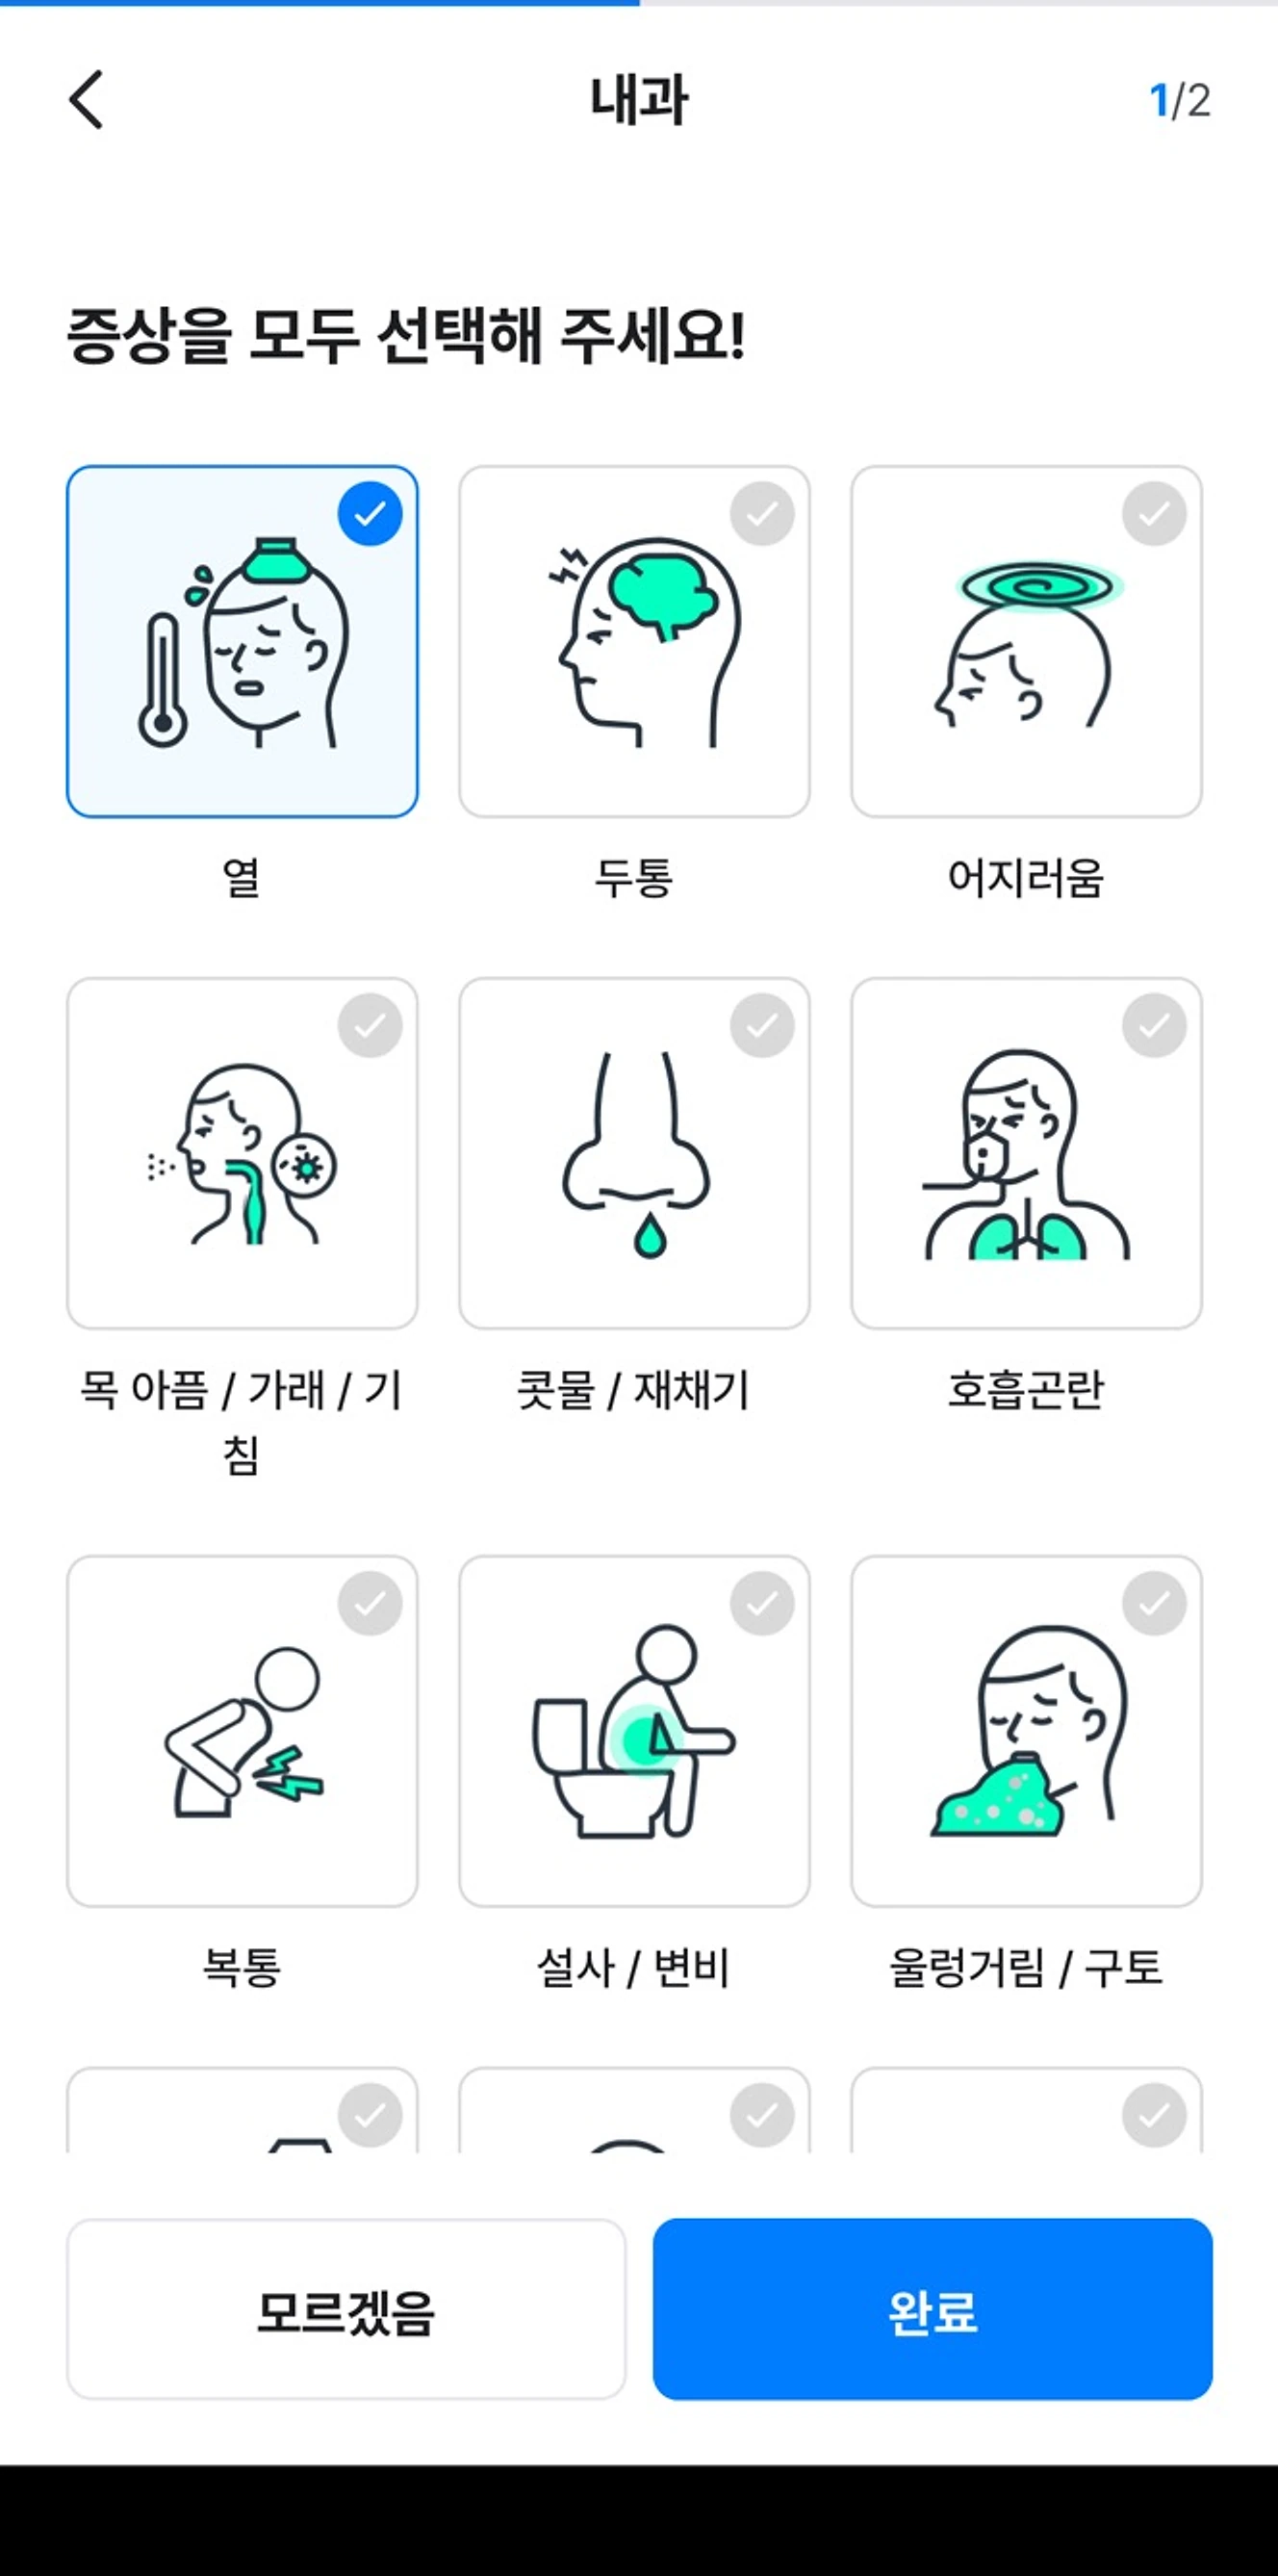 내과
1/2
증상을 모두 선택해 주세요!
열
두통
어지러움
목 아픔 / 가래 / 기
침
콧물 / 재채기
호흡곤란
복통
설사 / 변비
울렁거림 / 구토
모르겠음
완료